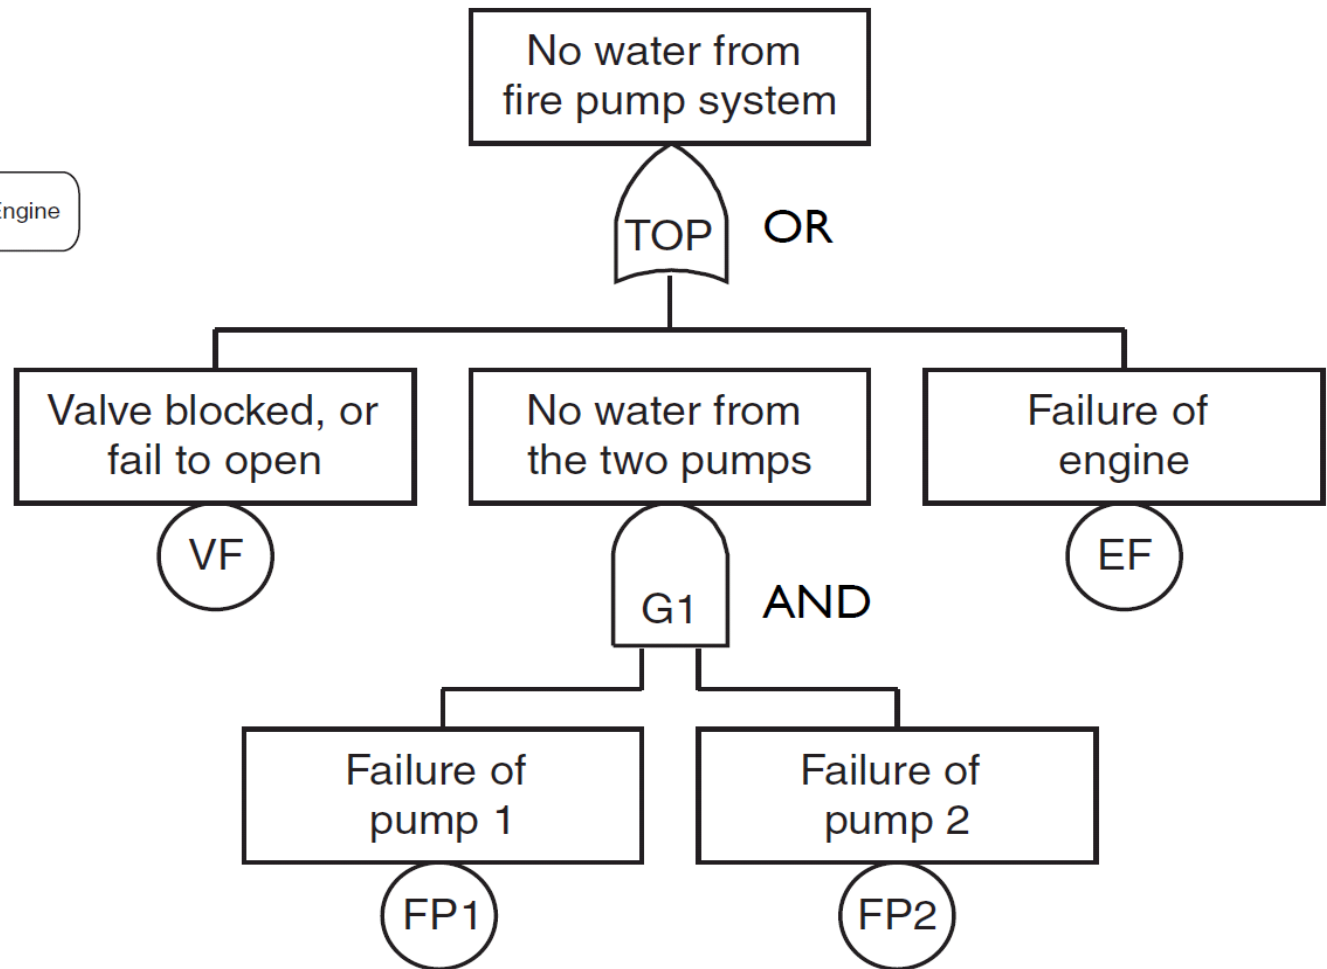 No water from
fire pump system
Engine
TOP
OR
Valve blocked, or
fail to open
No water from
the two pumps
Failure of
engine
VF
G1
AND
EF
Failure of
pump 1
Failure of
pump 2
FP1
FP2